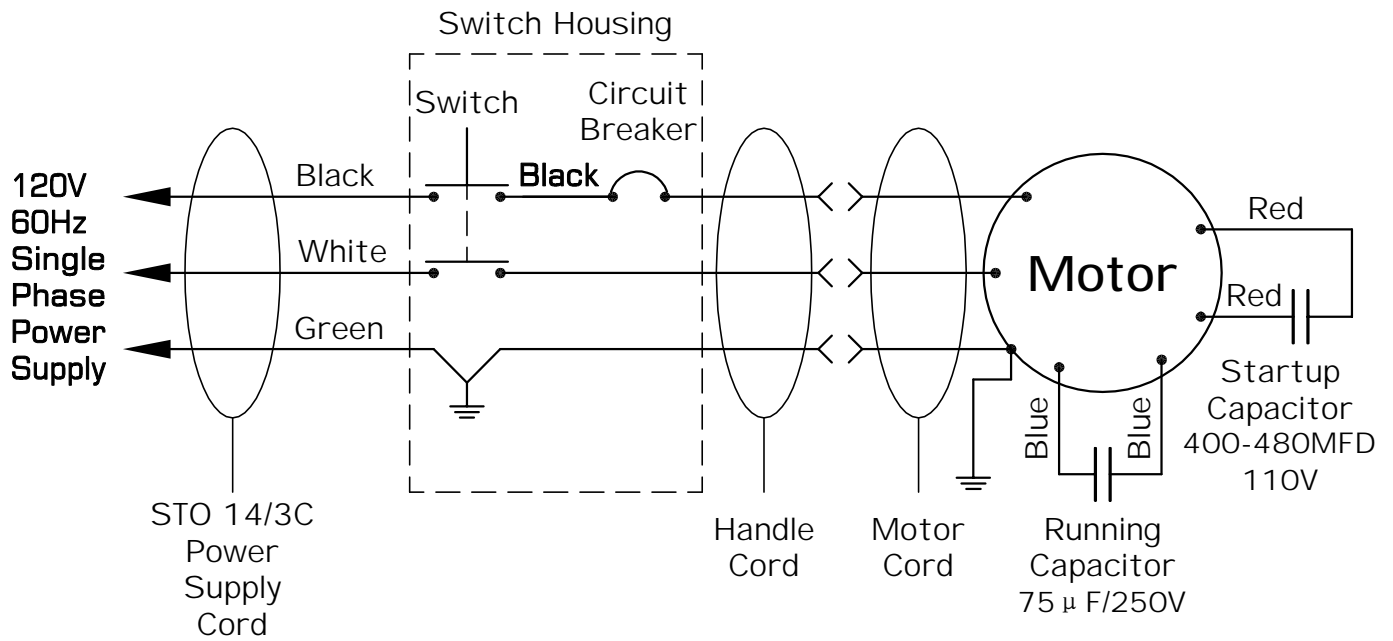 Switch Housing
Switch
Circuit
Breaker
120V
60Hz
Single
Phase
Power
Supply
Black
Black
White
Green
Motor
Red
Red
Startup
Capacitor
400-480MFD
110V
Blue
Blue
STO 14/3C
Power
Supply
Cord
Handle
Cord
Motor
Cord
Running
Capacitor
75 μ F/250V